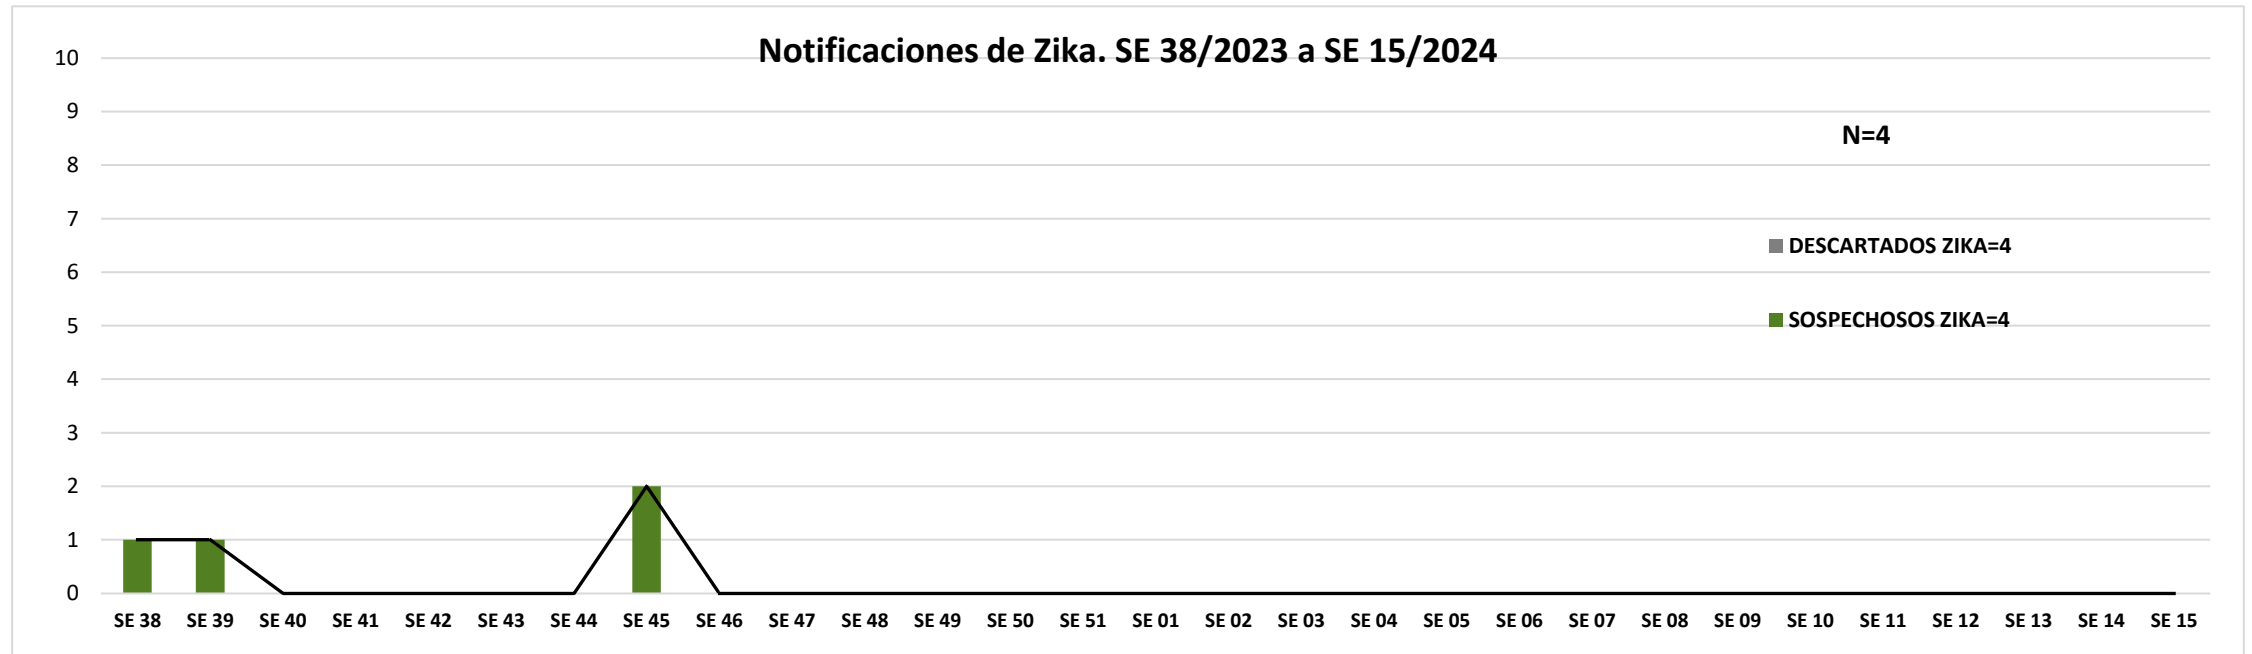 Notificaciones de Zika. SE 38/2023 a SE 15/2024
10
9
N=4
8
7
DESCARTADOS ZIKA=4
6
5
SOSPECHOSOS ZIKA=4
4
3
2
1
0
SE 38 SE 39 SE 40 SE 41 SE 42 SE 43 SE 44 SE 45 SE 46 SE 47 SE 48 SE 49 SE 50 SE 51 SE 01 SE 02 SE 03 SE 04 SE 05 SE 06 SE 07 SE 08 SE 09 SE 10 SE 11 SE 12 SE 13 SE 14 SE 15